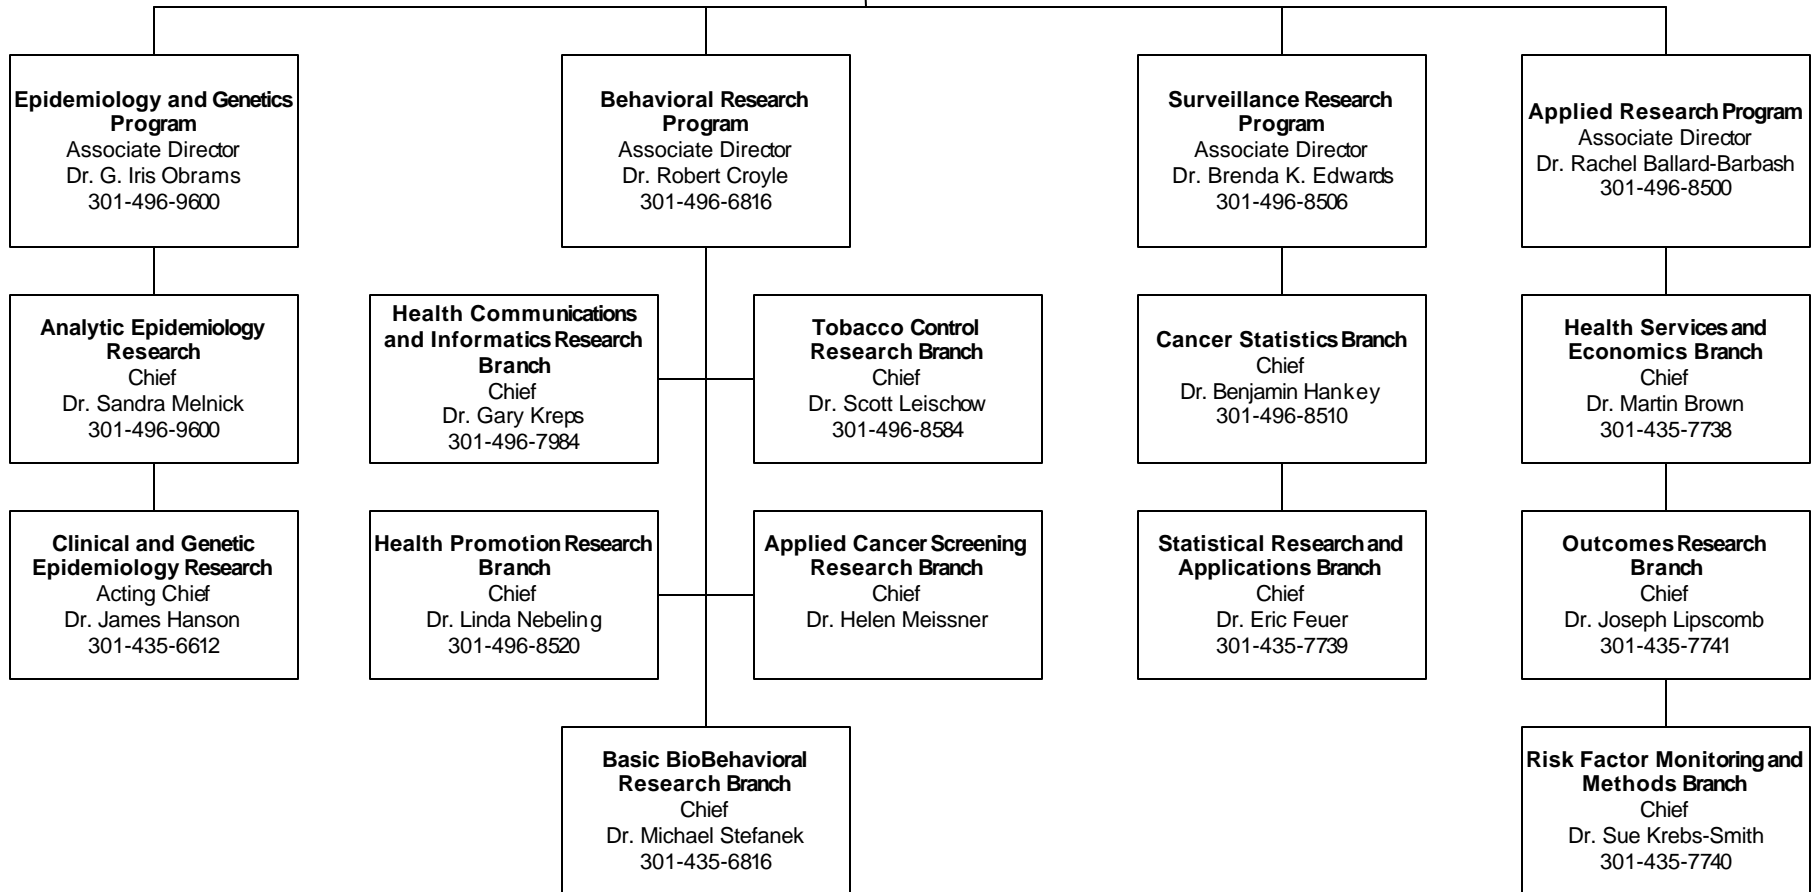 Epidemiology and Genetics
Program
Associate Director
Dr. G. Iris Obrams
301-496-9600
Behavioral Research
Program
Associate Director
Dr. Robert Croyle
301-496-6816
Surveillance Research
Program
Associate Director
Dr. Brenda K. Edwards
301-496-8506
Applied Research Program
Associate Director
Dr. Rachel Ballard-Barbash
301-496-8500
Analytic Epidemiology
Research
Chief
Dr. Sandra Melnick
301-496-9600
Health Communications
and Informatics Research
Branch
Chief
Dr. Gary Kreps
301-496-7984
Tobacco Control
Research Branch
Chief
Dr. Scott Leischow
301-496-8584
Cancer Statistics Branch
Chief
Dr. Benjamin Hankey
301-496-8510
Health Services and
Economics Branch
Chief
Dr. Martin Brown
301-435-7738
Clinical and Genetic
Epidemiology Research
Acting Chief
Dr. James Hanson
301-435-6612
Health Promotion Research
Branch
Chief
Dr. Linda Nebeling
301-496-8520
Applied Cancer Screening
Research Branch
Chief
Dr. Helen Meissner
Statistical Research and
Applications Branch
Chief
Dr. Eric Feuer
301-435-7739
Outcomes Research
Branch
Chief
Dr. Joseph Lipscomb
301-435-7741
Basic BioBehavioral
Research Branch
Chief
Dr. Michael Stefanek
301-435-6816
Risk Factor Monitoring and
Methods Branch
Chief
Dr. Sue Krebs-Smith
301-435-7740